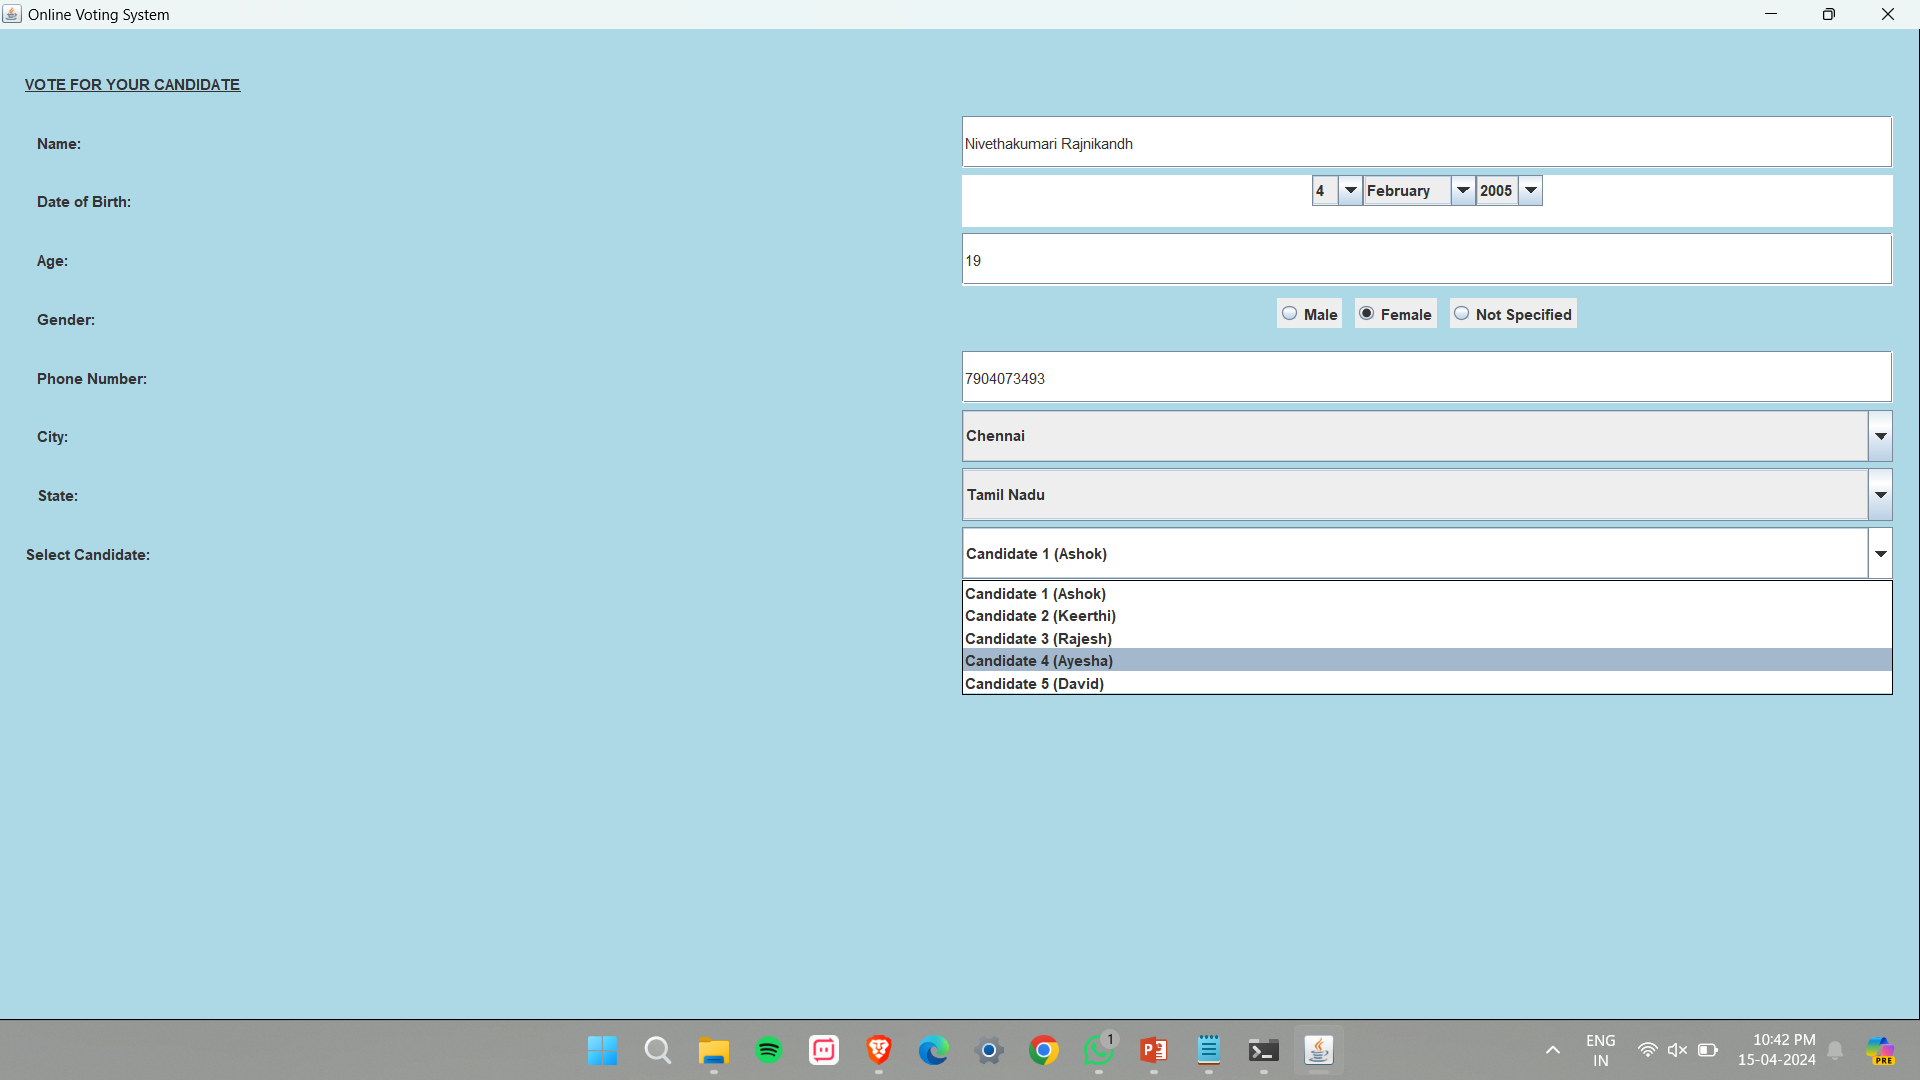 Online Voting System
VOTE FOR YOUR CANDIDATE
Name: Nivethakumari Rajnikandh
Date of Birth: 4 February 2005
Age: 19
Gender: Male Female Not Specified
Phone Number: 7904073493
City: Chennai
State: Tamil Nadu
Select Candidate: Candidate 1 (Ashok)
Candidate 1 (Ashok)
Candidate 2 (Keerthi)
Candidate 3 (Rajesh)
Candidate 4 (Ayesha)
Candidate 5 (David)
1
ENG
IN
10:42 PM
15-04-2024
PRE